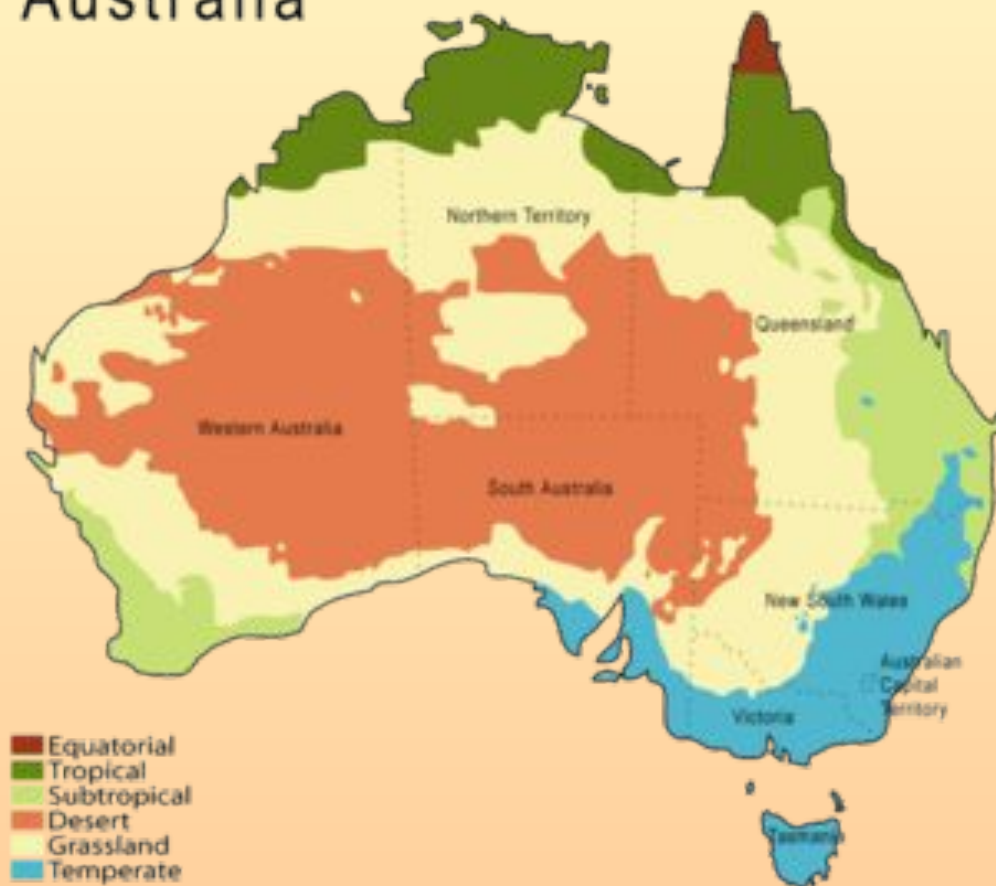 Australia
Northern Territory
Queensland
Western Australia
South Australia
New South Wales
Australian
Capital
Territory
Victoria
Tasmania
Equatorial
Tropical
Subtropical
Desert
Grassland
Temperate